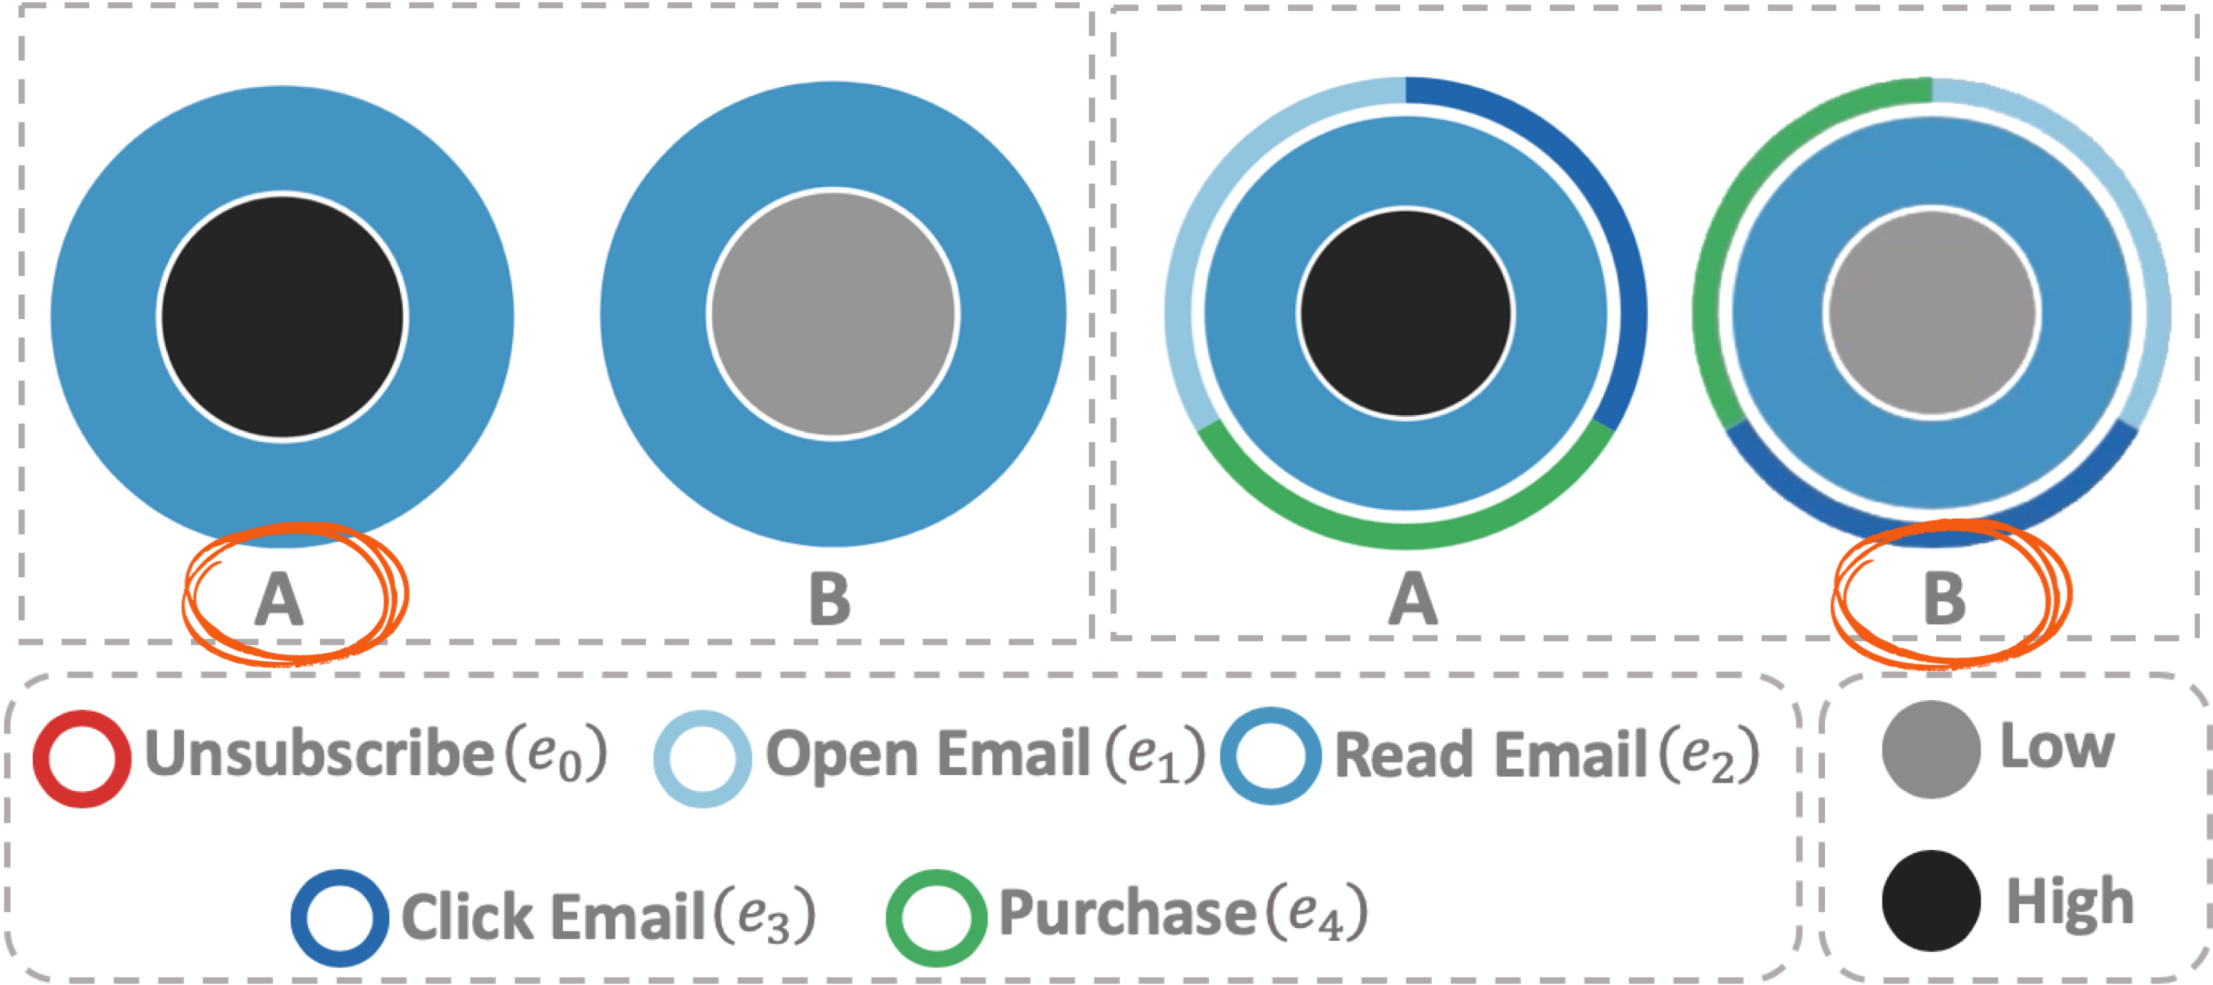 A B A B
Unsubscribe(e₀) Open Email(e₁) Read Email(e₂)
Click Email(e₃) Purchase(e₄)
Low
High